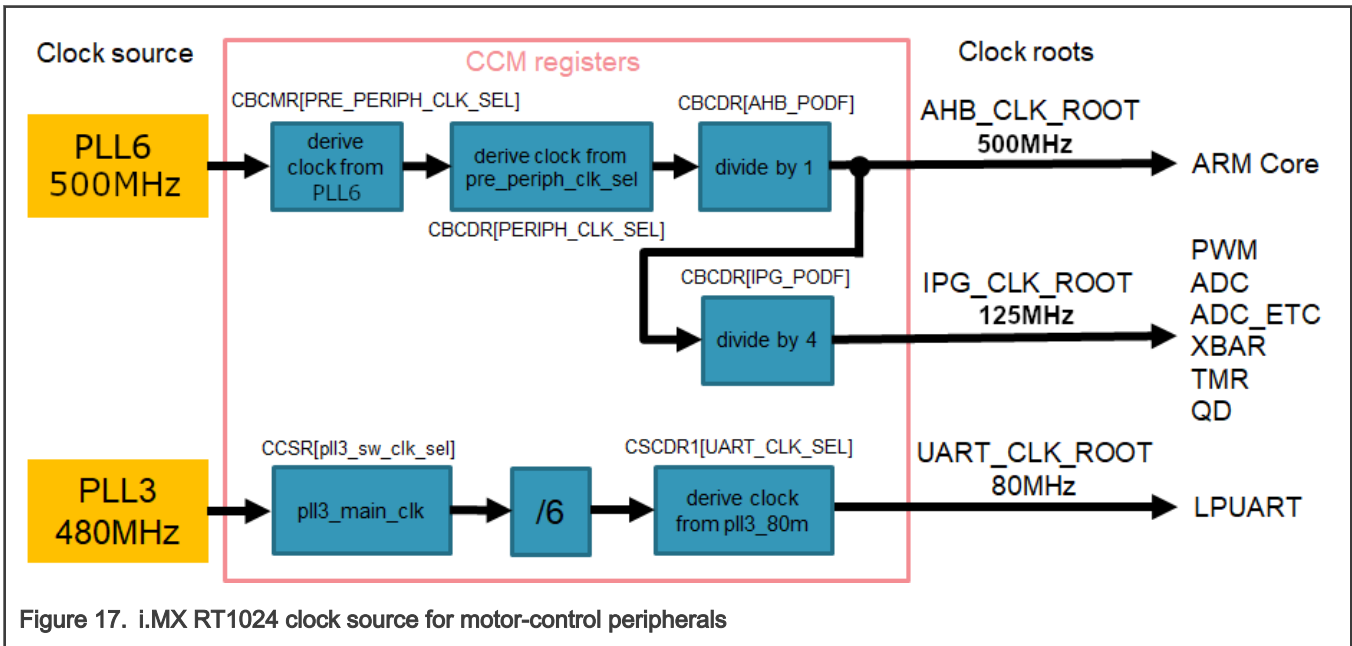 Clock source
CCM registers
Clock roots
CBCMR[PRE_PERIPH_CLK_SEL]
CBCDR[AHB_PODF]
AHB_CLK_ROOT
500MHz
PLL6
500MHz
derive
clock from
PLL6
derive clock from
pre_periph_clk_sel
divide by 1
ARM Core
CBCDR[PERIPH_CLK_SEL]
CBCDR[IPG_PODF]
IPG_CLK_ROOT
125MHz
divide by 4
PWM
ADC
ADC_ETC
XBAR
TMR
QD
CCSR[pll3_sw_clk_sel]
CSCDR1[UART_CLK_SEL]
UART_CLK_ROOT
80MHz
PLL3
480MHz
pll3_main_clk
/6
derive clock
from pll3_80m
LPUART
Figure 17. i.MX RT1024 clock source for motor-control peripherals